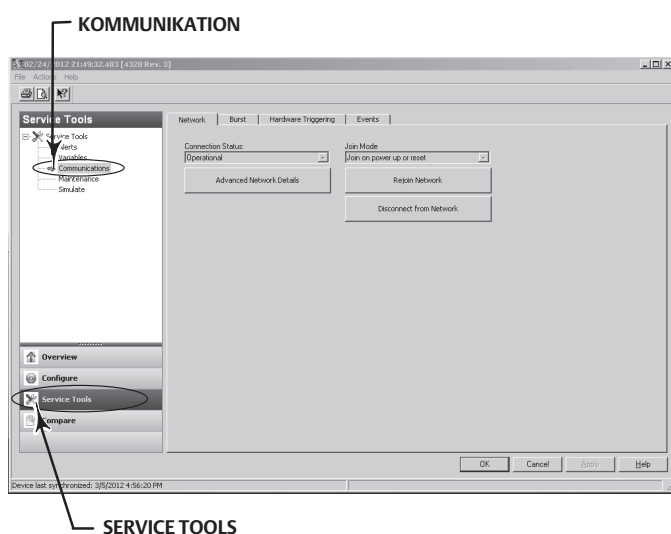 KOMMUNIKATION
02/24/2012 21:49:32.483 [4320 Rev. 3]
File Actions Help
Service Tools
Service Tools
Alerts
Variables
Communications
Maintenance
Simulate
Network Burst Hardware Triggering Events
Connection Status: Join Mode
Operational Join on power up or reset
Advanced Network Details Rejoin Network
Disconnect from Network
Overview
Configure
Service Tools
Compare
OK Cancel Apply Help
Device last synchronized: 3/5/2012 4:56:20 PM
SERVICE TOOLS